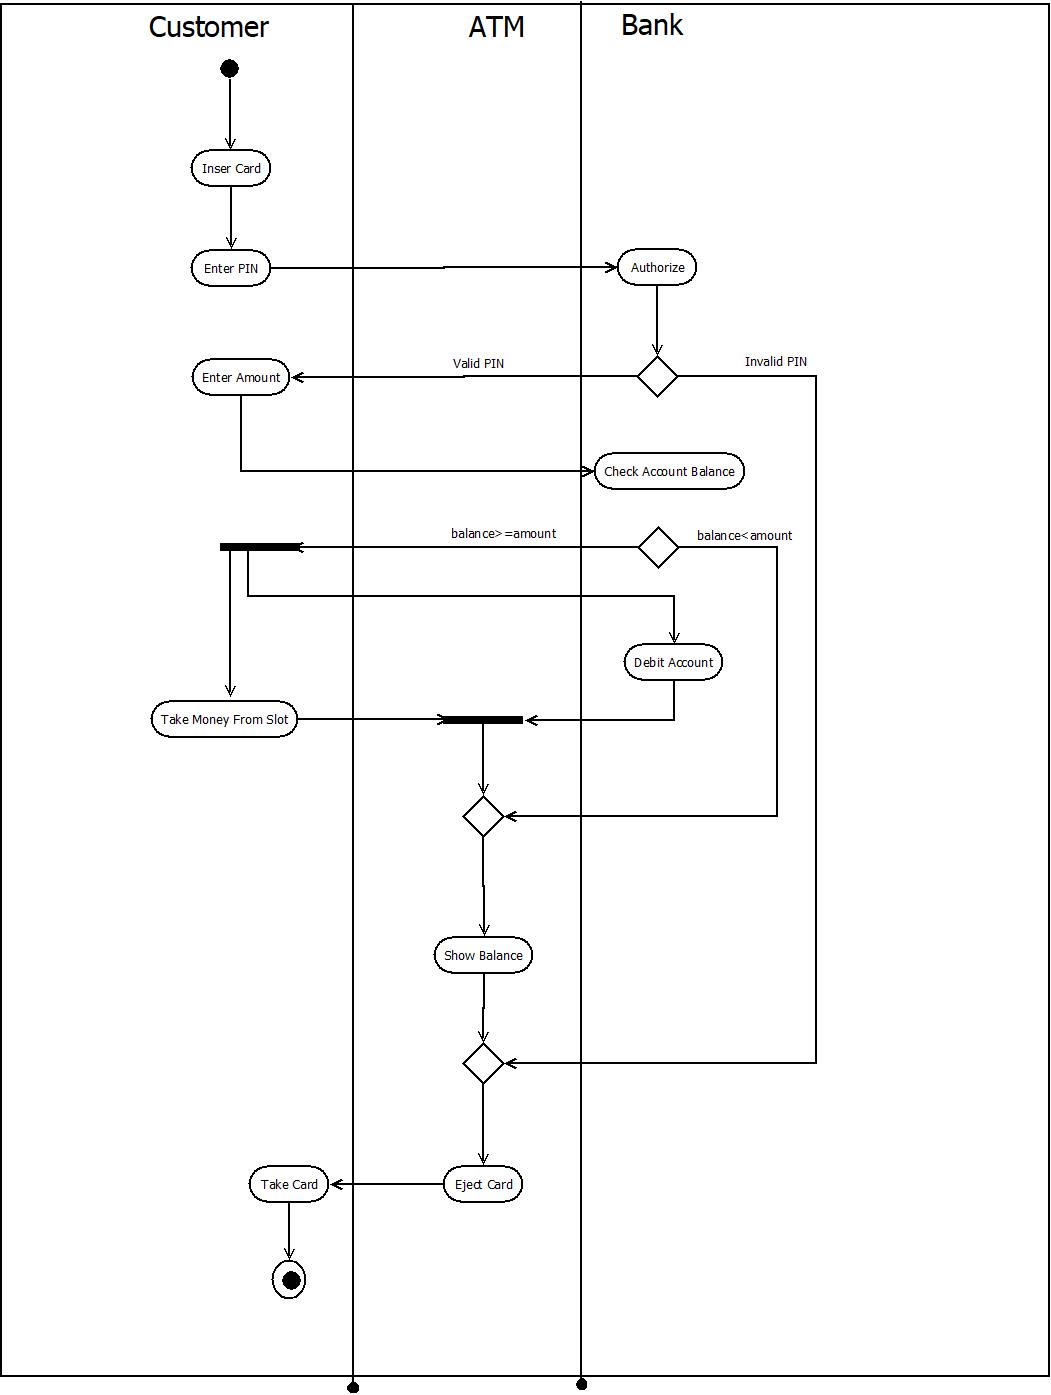 Customer
ATM
Bank
Inser Card
Enter PIN
Authorize
Valid PIN
Invalid PIN
Enter Amount
Check Account Balance
balance>=amount
balance<amount
Debit Account
Take Money From Slot
Show Balance
Take Card
Eject Card